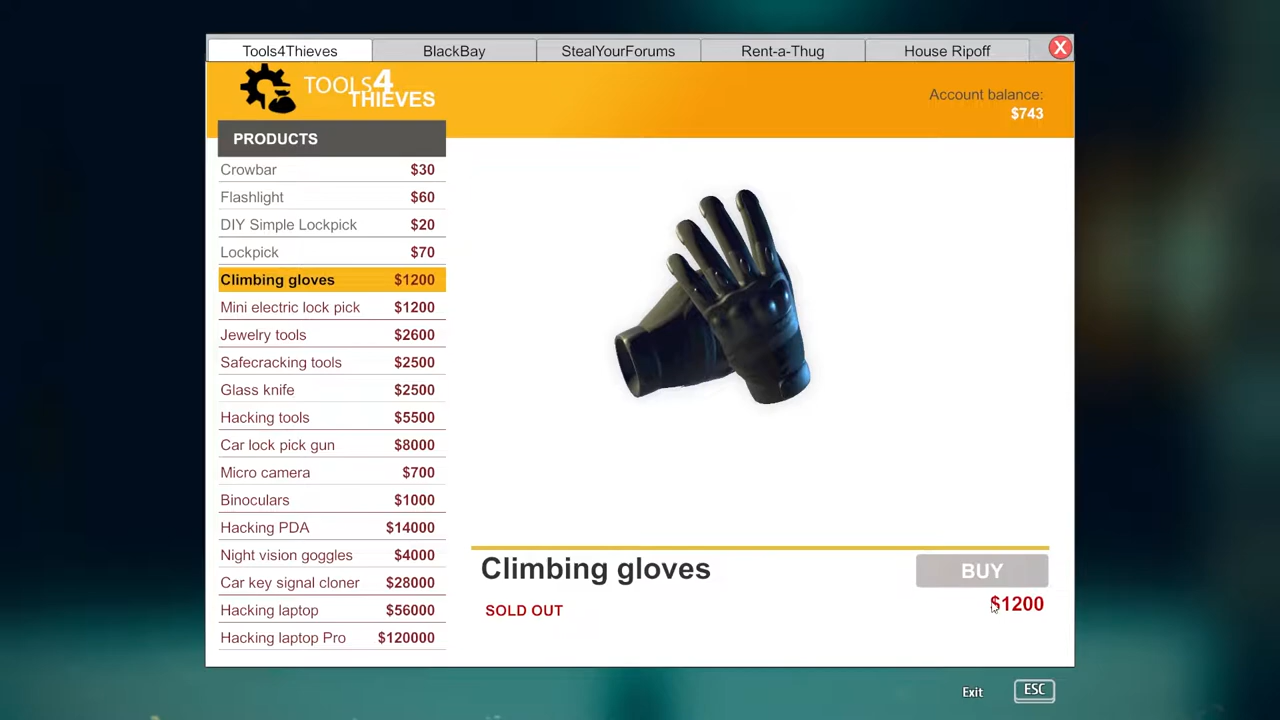 Tools4Thieves BlackBay StealYourForums Rent-a-Thug House Ripoff X
TOOLS4
THIEVES
Account balance:
$743
PRODUCTS
Crowbar $30
Flashlight $60
DIY Simple Lockpick $20
Lockpick $70
Climbing gloves $1200
Mini electric lock pick $1200
Jewelry tools $2600
Safecracking tools $2500
Glass knife $2500
Hacking tools $5500
Car lock pick gun $8000
Micro camera $700
Binoculars $1000
Hacking PDA $14000
Night vision goggles $4000
Car key signal cloner $28000
Hacking laptop $56000
Hacking laptop Pro $120000
Climbing gloves
BUY
SOLD OUT
$1200
Exit ESC